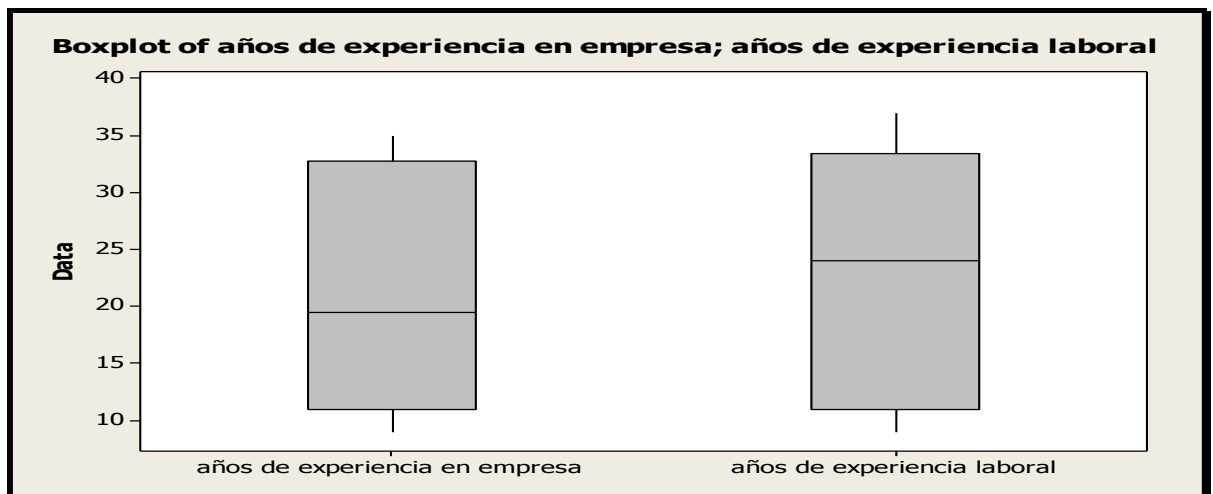 Boxplot of años de experiencia en empresa; años de experiencia laboral
40
35
30
25
20
15
10
Data
años de experiencia en empresa
años de experiencia laboral